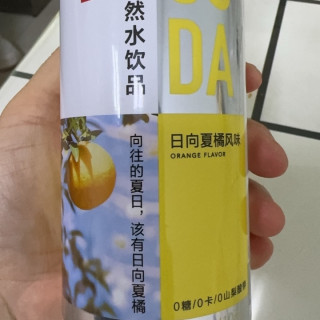 然水饮品
DA
日向夏橘风味
ORANGE FLAVOR
向往的夏日，
该有日向夏橘
0糖/0卡/0山梨酸钾